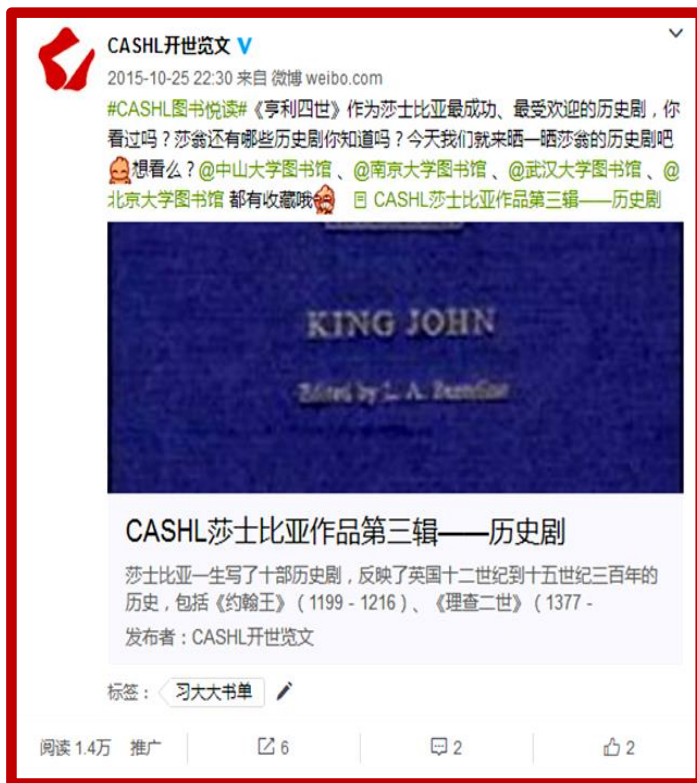 CASHL开世览文
2015-10-25 22:30 来自 微博 weibo.com
#CASHL图书悦读#《亨利四世》作为莎士比亚最成功、最受欢迎的历史剧，你
看过吗？莎翁还有哪些历史剧你知道吗？今天我们就来晒一晒莎翁的历史剧吧
想看么？@中山大学图书馆 、@南京大学图书馆 、@武汉大学图书馆 、@
北京大学图书馆 都有收藏哦 CASHL莎士比亚作品第三辑——历史剧
KING JOHN
Edited by L. A.
CASHL莎士比亚作品第三辑——历史剧
莎士比亚一生写了十部历史剧，反映了英国十二世纪到十五世纪三百年的
历史，包括《约翰王》（1199 - 1216）、《理查二世》（1377 -
发布者：CASHL开世览文
标签： 习大大书单
阅读 1.4万 推广 6 2 2